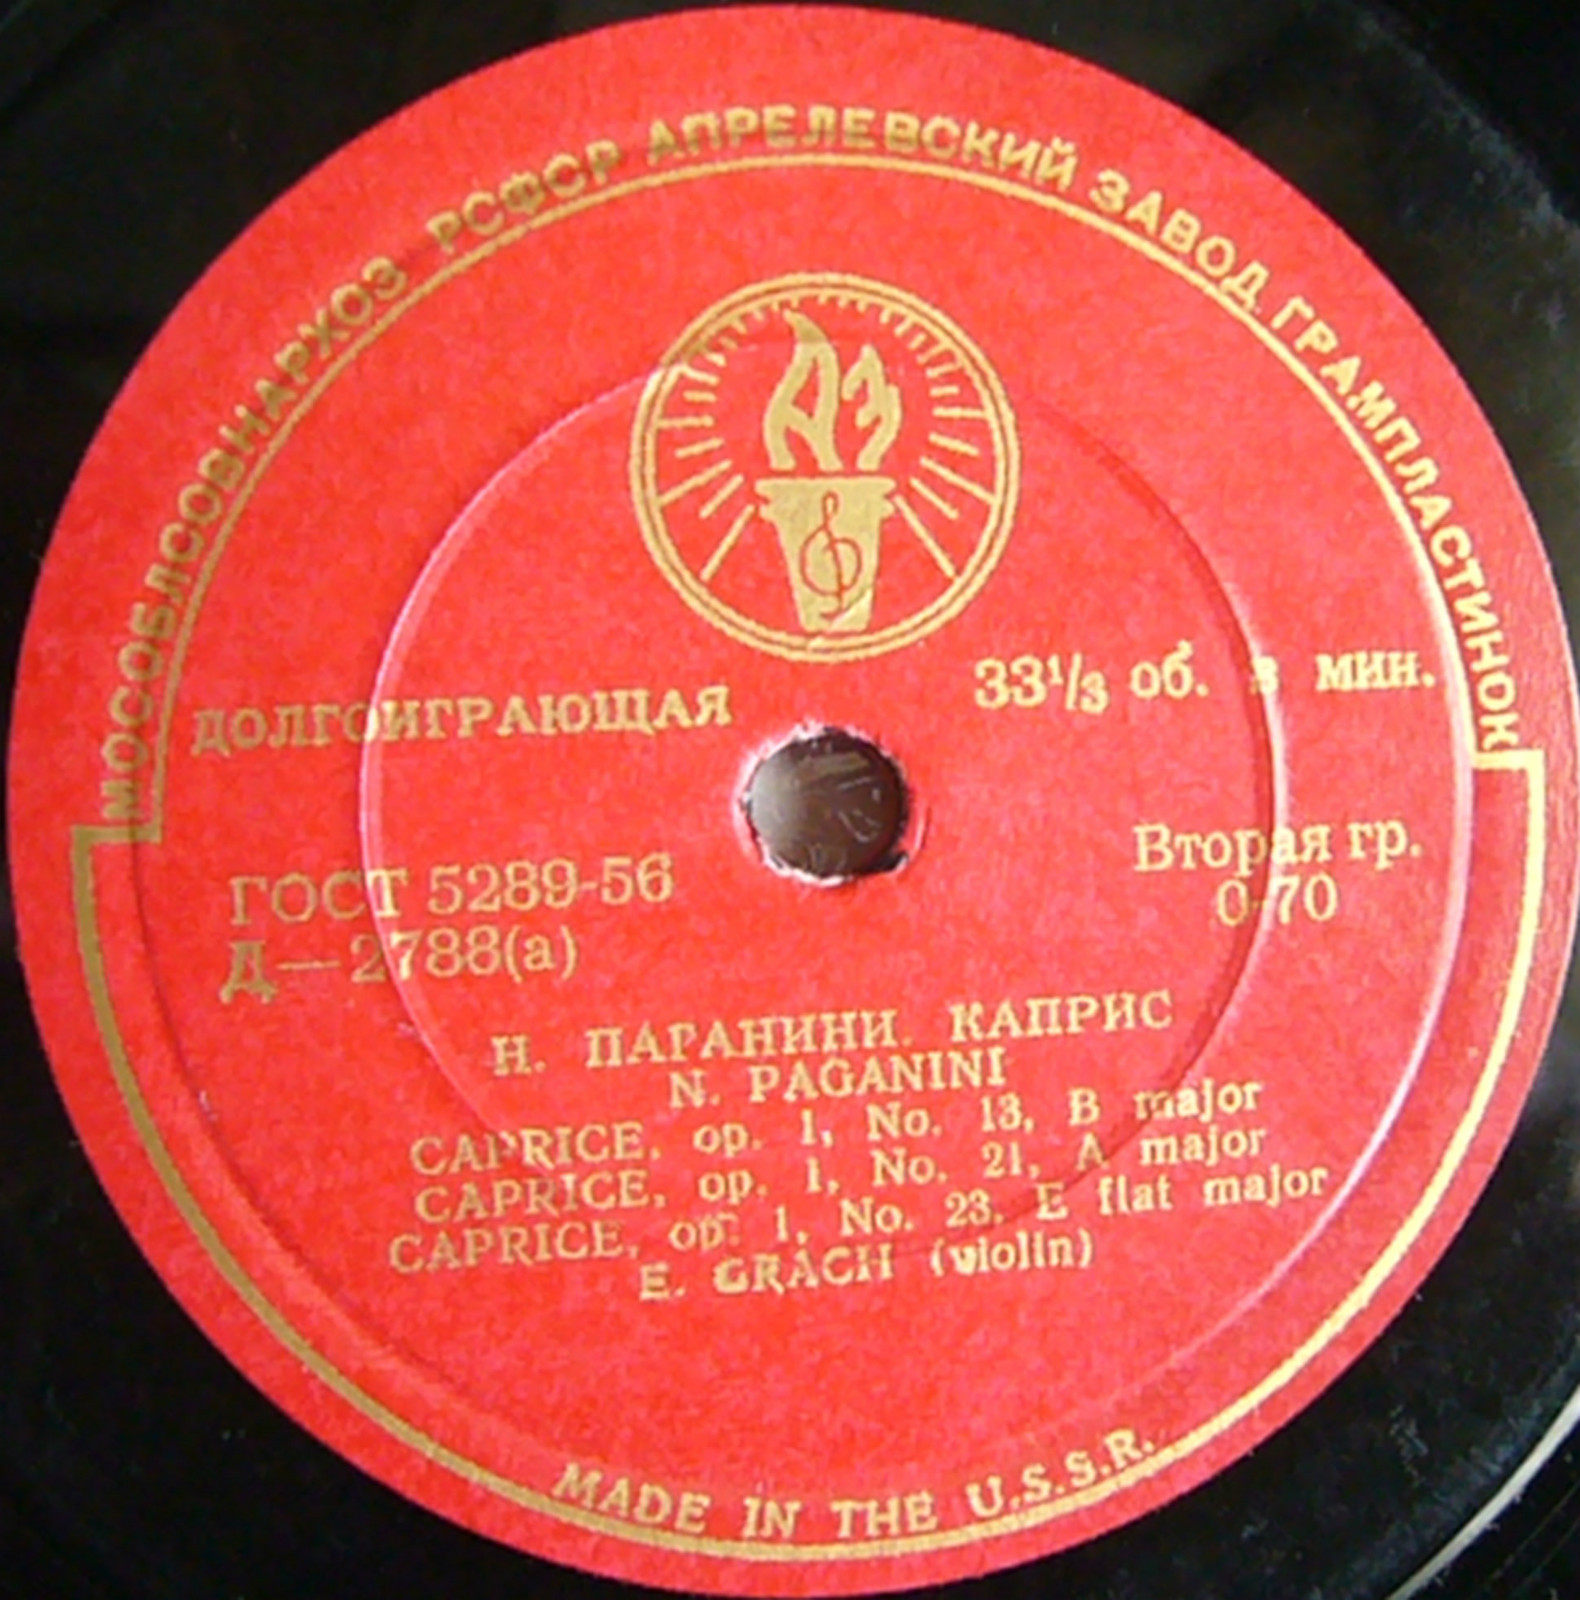 МОСОБЛСОВНАРХОЗ РСФСР АПРЕЛЕВСКИЙ ЗАВОД ГРАМПЛАСТИНОК
АЗ
ДОЛГОИГРАЮЩАЯ 33⅓ об. в мин.
ГОСТ 5289-56
Д—2788(а)
Вторая гр.
0-70
Н. ПАГАНИНИ. КАПРИС
N. PAGANINI
CAPRICE, op. 1, No. 13, B major
CAPRICE, op. 1, No. 21, A major
CAPRICE, op. 1, No. 23, E flat major
E. GRACH (violin)
MADE IN THE U.S.S.R.